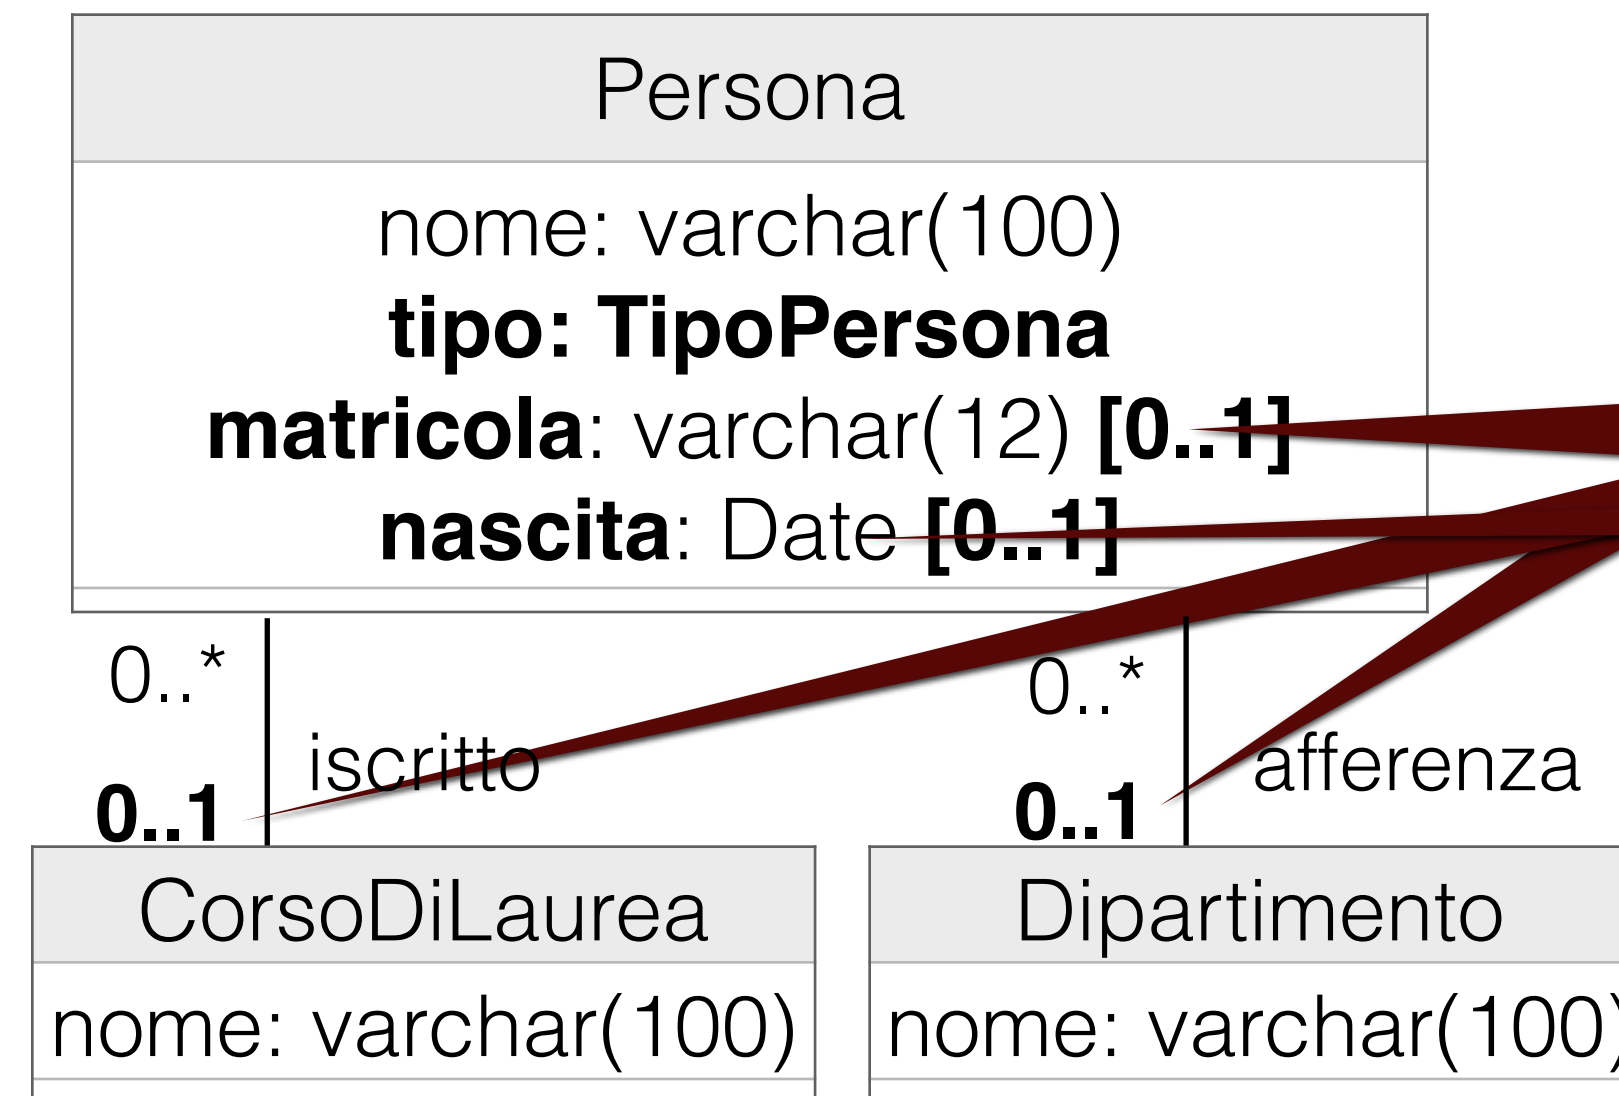 Persona
nome: varchar(100)
tipo: TipoPersona
matricola: varchar(12) [0..1]
nascita: Date [0..1]
0..*
0..*
iscritto
afferenza
0..1
0..1
CorsoDiLaurea
Dipartimento
nome: varchar(100)
nome: varchar(100)